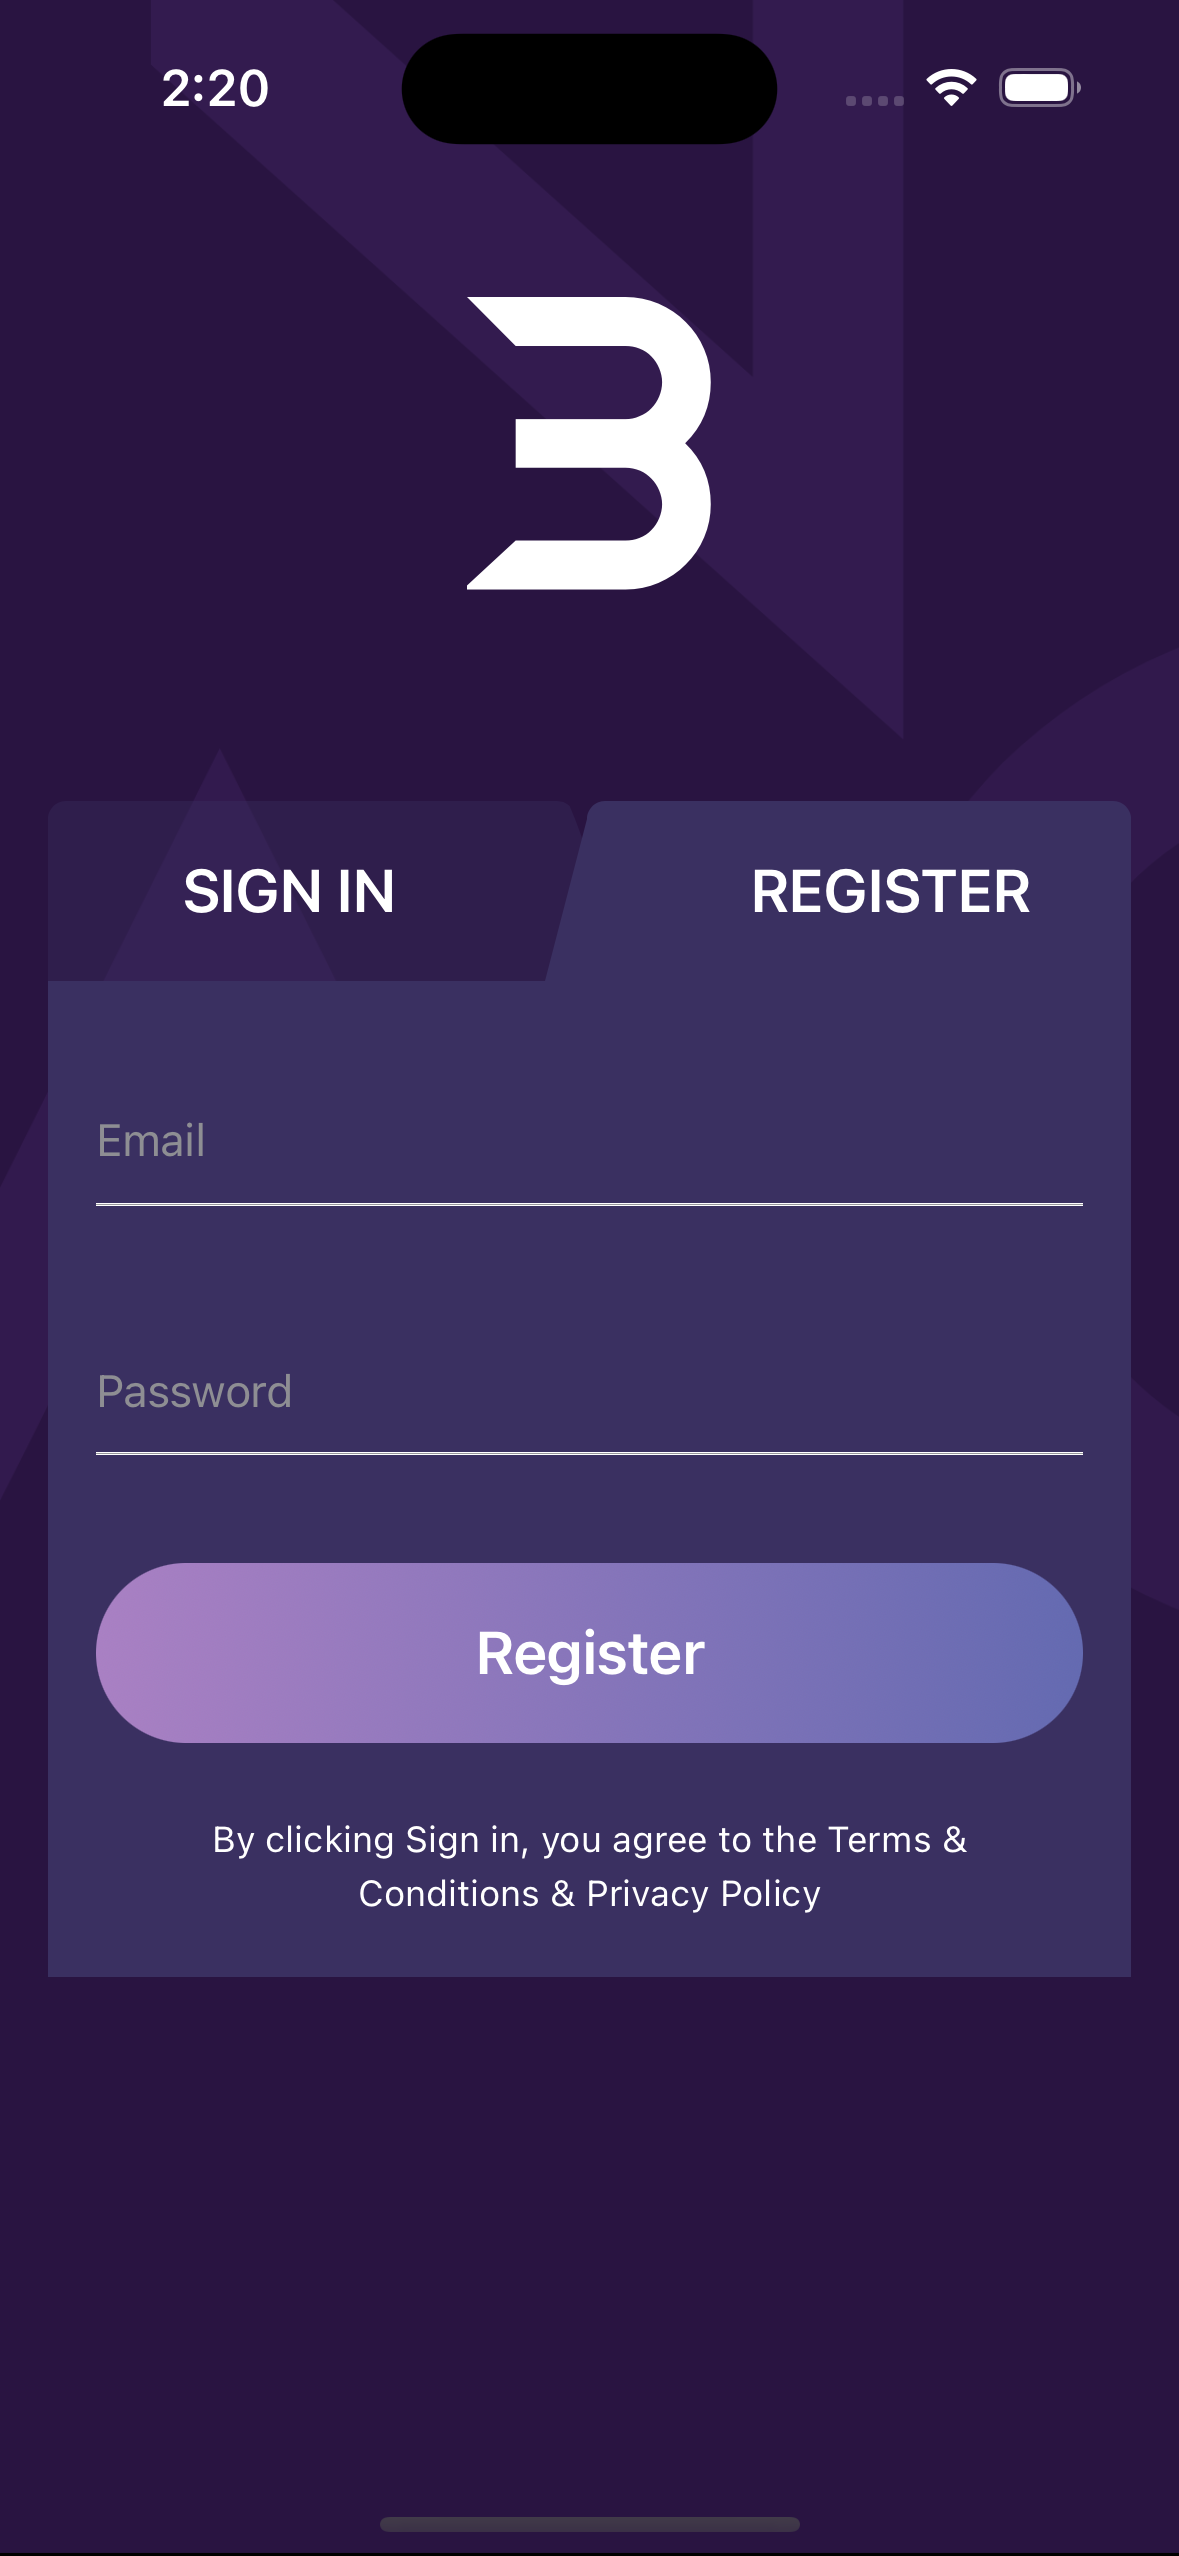 2:20
SIGN IN
REGISTER
Email
Password
Register
By clicking Sign in, you agree to the Terms &
Conditions & Privacy Policy